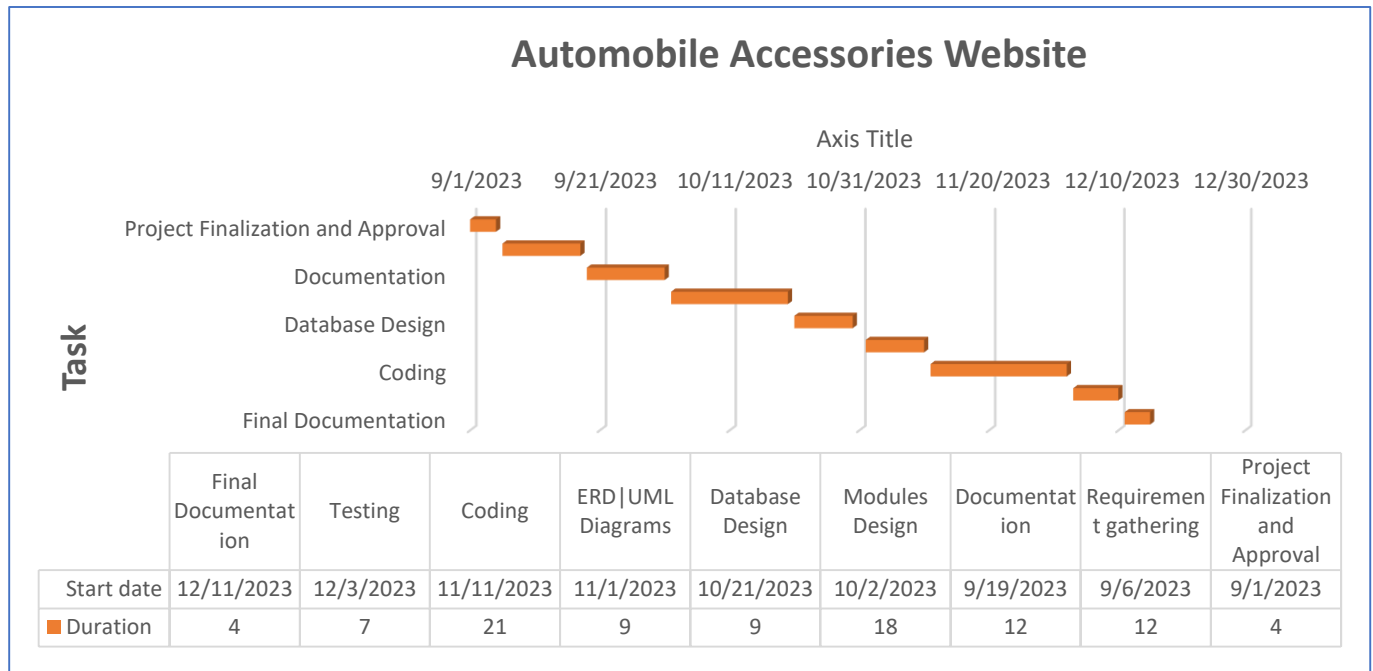 Automobile Accessories Website
Axis Title
9/1/2023 9/21/2023 10/11/2023 10/31/2023 11/20/2023 12/10/2023 12/30/2023
Task
Project Finalization and Approval
Documentation
Database Design
Coding
Final Documentation
Final
Documentat
ion
Testing
Coding
ERD|UML
Diagrams
Database
Design
Modules
Design
Documentat
ion
Requiremen
t gathering
Project
Finalization
and
Approval
Start date 12/11/2023 12/3/2023 11/11/2023 11/1/2023 10/21/2023 10/2/2023 9/19/2023 9/6/2023 9/1/2023
Duration 4 7 21 9 9 18 12 12 4